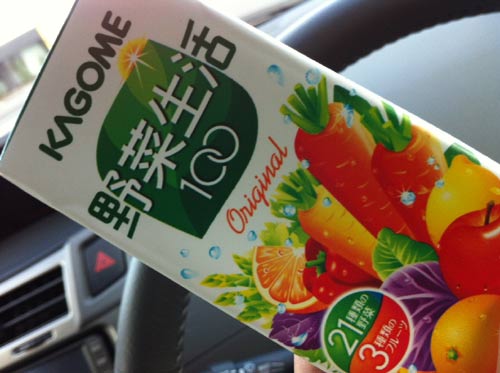 KAGOME
野菜生活
100
Original
21種類の
野菜
3種類の
フルーツ